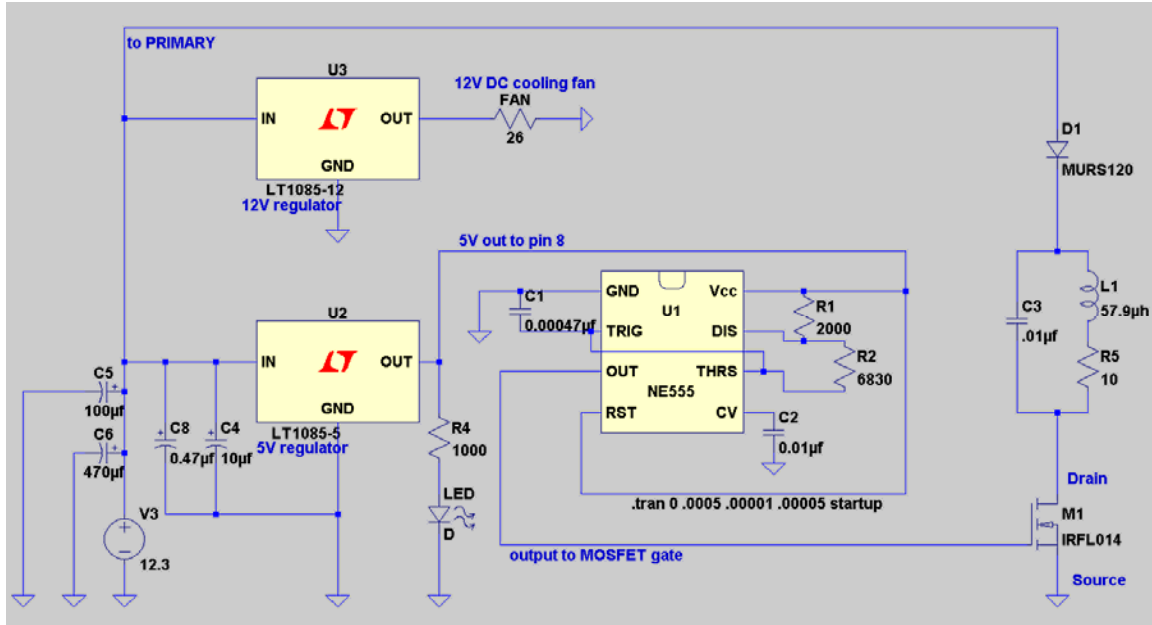 to PRIMARY
U3
12V DC cooling fan
FAN
IN
OUT
26
GND
LT1085-12
12V regulator
D1
MURS120
5V out to pin 8
C1
0.00047µf
GND
Vcc
U1
TRIG
DIS
OUT
THRS
NE555
RST
CV
R1
2000
R2
6830
C2
0.01µf
C3
.01µf
L1
57.9µh
R5
10
U2
IN
OUT
GND
LT1085-5
5V regulator
C5
100µf
C6
470µf
C8
0.47µf
C4
10µf
R4
1000
LED
D
V3
12.3
.tran 0 .0005 .00001 .00005 startup
output to MOSFET gate
Drain
M1
IRFL014
Source